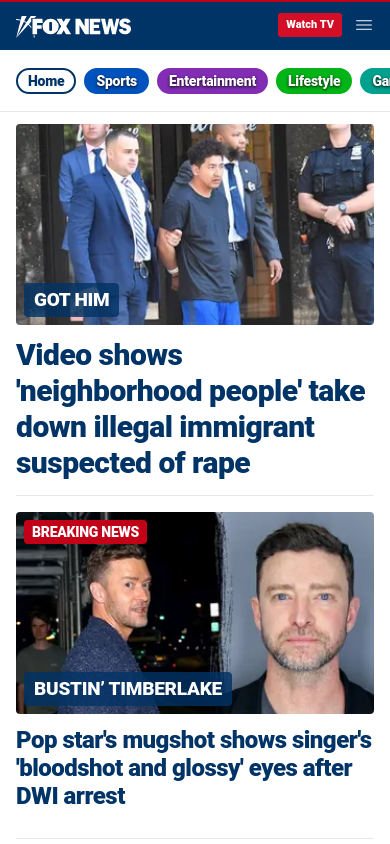 FOX NEWS
Watch TV
Home
Sports
Entertainment
Lifestyle
GOT HIM
Video shows
'neighborhood people' take
down illegal immigrant
suspected of rape
BREAKING NEWS
BUSTIN’ TIMBERLAKE
Pop star's mugshot shows singer's
'bloodshot and glossy' eyes after
DWI arrest